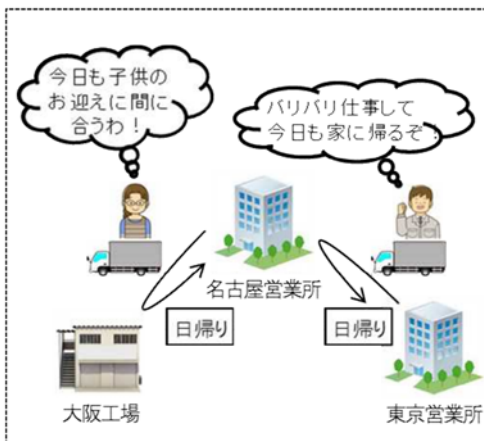 今日も子供の
お迎えに間に
合うわ！
バリバリ仕事して
今日も家に帰るぞ！
名古屋営業所
日帰り
日帰り
大阪工場
東京営業所